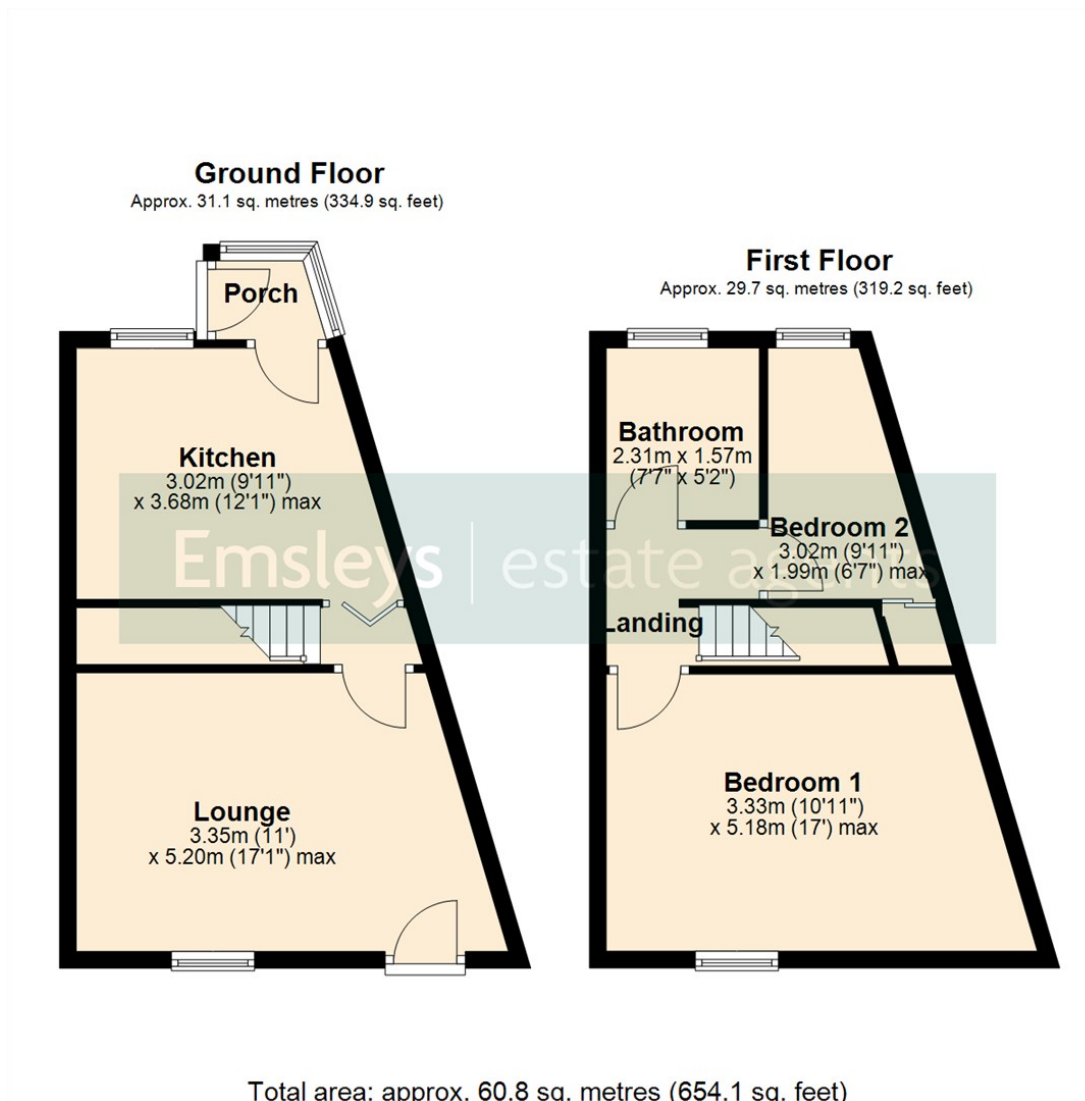 Ground Floor
Approx. 31.1 sq. metres (334.9 sq. feet)
Porch
Kitchen
3.02m (9'11")
x 3.68m (12'1") max
Lounge
3.35m (11')
x 5.20m (17'1") max
First Floor
Approx. 29.7 sq. metres (319.2 sq. feet)
Bathroom
2.31m x 1.57m
(7'7" x 5'2")
Bedroom 2
3.02m (9'11")
x 1.99m (6'7") max
Landing
Bedroom 1
3.33m (10'11")
x 5.18m (17') max
Emsleys | estate agents
Total area: approx. 60.8 sq. metres (654.1 sq. feet)